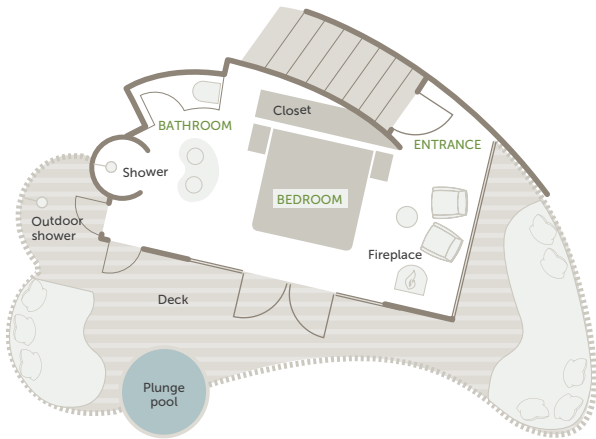 Closet
BATHROOM
ENTRANCE
Shower
BEDROOM
Outdoor
shower
Fireplace
Deck
Plunge
pool